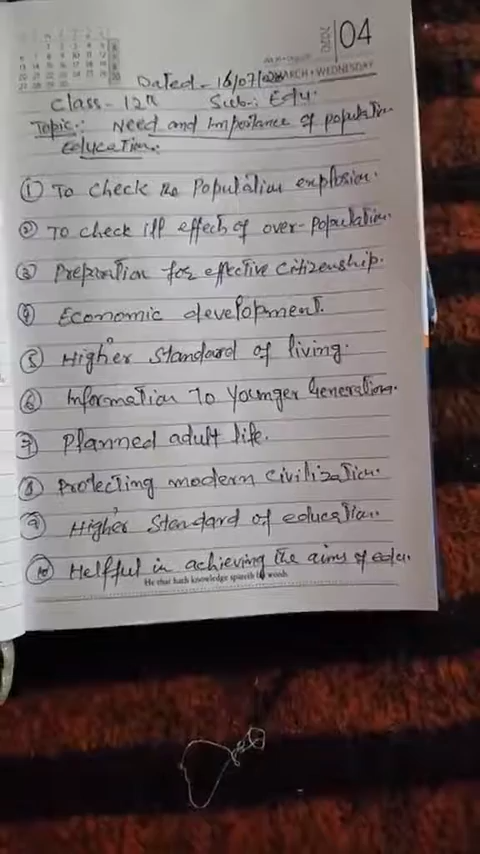 2020 04
MARCH • WEDNESDAY
Dated - 16/07/
Class - 12th Sub:- Edu.
Topic:- Need and Importance of population
Education.
① To check the Population explosion.
② To check ill effects of over-Population.
③ Preparation for effective citizenship.
④ Economic development.
⑤ Higher Standard of living.
⑥ Information To Younger Generation.
⑦ Planned adult life.
⑧ Protecting modern civilization.
⑨ Higher Standard of education.
⑩ Helpful in achieving the aims of edu.
He that hath knowledge spareth his words